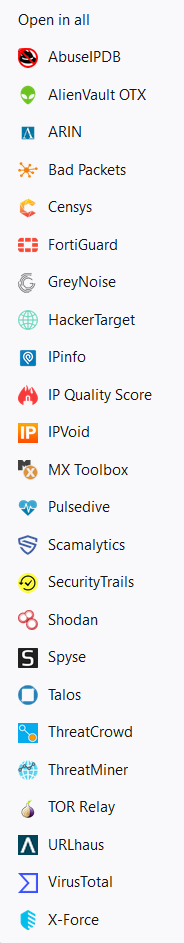 Open in all
AbuseIPDB
AlienVault OTX
ARIN
Bad Packets
Censys
FortiGuard
GreyNoise
HackerTarget
IPinfo
IP Quality Score
IP IPVoid
MX Toolbox
Pulsedive
Scamalytics
SecurityTrails
Shodan
S Spyse
Talos
ThreatCrowd
ThreatMiner
TOR Relay
URLhaus
VirusTotal
X-Force